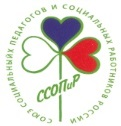 СОЮЗ СОЦИАЛЬНЫХ ПЕДАГОГОВ И СОЦИАЛЬНЫХ РАБОТНИКОВ РОССИИ
ССОПиР